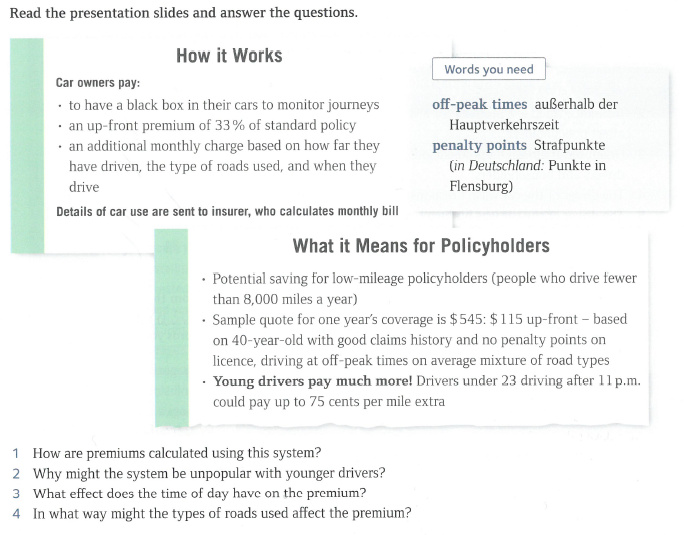 Read the presentation slides and answer the questions.
How it Works
Car owners pay:
· to have a black box in their cars to monitor journeys
· an up-front premium of 33 % of standard policy
· an additional monthly charge based on how far they
have driven, the type of roads used, and when they
drive
Details of car use are sent to insurer, who calculates monthly bill
Words you need
off-peak times außerhalb der
Hauptverkehrszeit
penalty points Strafpunkte
(in Deutschland: Punkte in
Flensburg)
What it Means for Policyholders
· Potential saving for low-mileage policyholders (people who drive fewer
than 8,000 miles a year)
· Sample quote for one year's coverage is $ 545: $ 115 up-front – based
on 40-year-old with good claims history and no penalty points on
licence, driving at off-peak times on average mixture of road types
· Young drivers pay much more! Drivers under 23 driving after 11 p.m.
could pay up to 75 cents per mile extra
1 How are premiums calculated using this system?
2 Why might the system be unpopular with younger drivers?
3 What effect does the time of day have on the premium?
4 In what way might the types of roads used affect the premium?